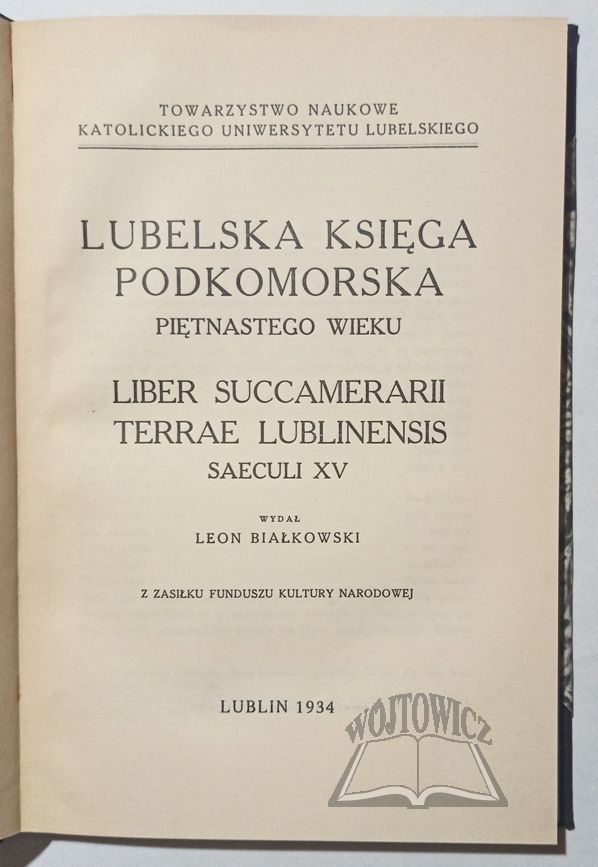 TOWARZYSTWO NAUKOWE
KATOLICKIEGO UNIWERSYTETU LUBELSKIEGO
LUBELSKA KSIĘGA
PODKOMORSKA
PIĘTNASTEGO WIEKU
LIBER SUCCAMERARII
TERRAE LUBLINENSIS
SAECULI XV
WYDAŁ
LEON BIAŁKOWSKI
Z ZASIŁKU FUNDUSZU KULTURY NARODOWEJ
LUBLIN 1934
WÓJTOWICZ